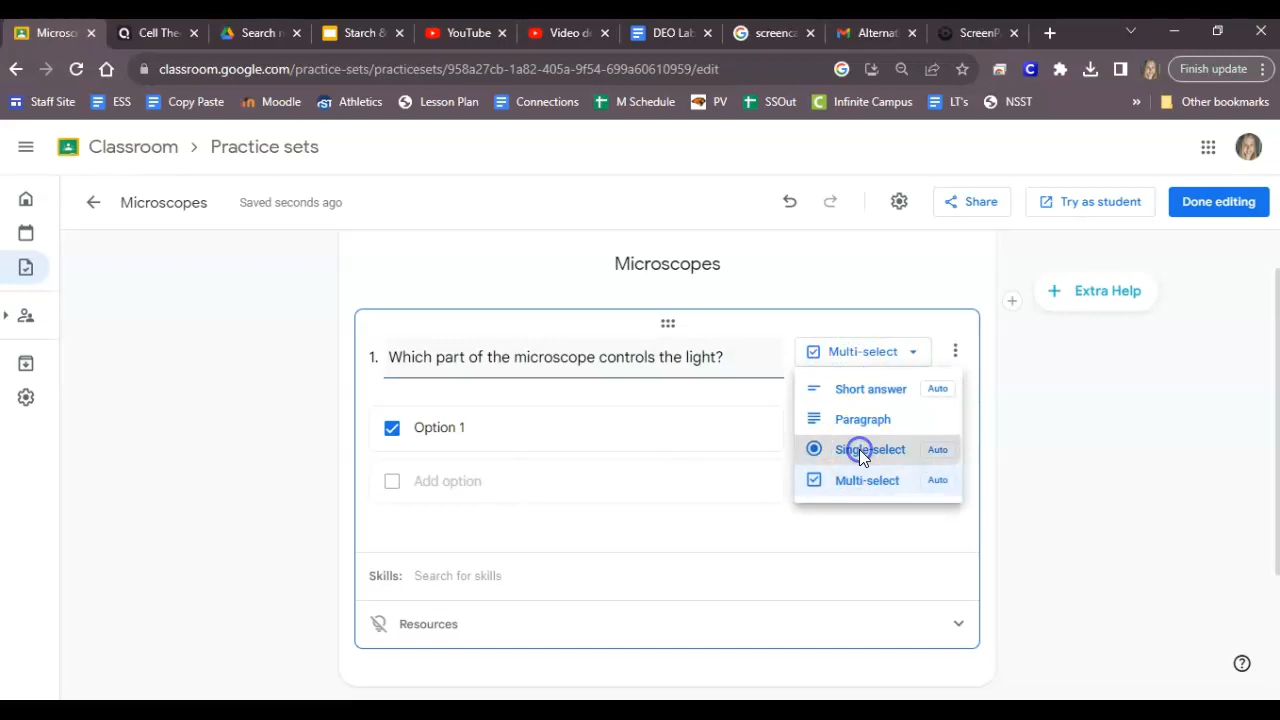 Microsc
Cell The
Search r
Starch &
YouTube
Video de
DEO Lab
screenca
Alternat
ScreenP
classroom.google.com/practice-sets/practicesets/958a27cb-1a82-405a-9f54-699a60610959/edit
Finish update
Staff Site
ESS
Copy Paste
Moodle
Athletics
Lesson Plan
Connections
M Schedule
PV
SSOut
Infinite Campus
LT's
NSST
»
Other bookmarks
Classroom > Practice sets
Microscopes
Saved seconds ago
Share
Try as student
Done editing
Microscopes
+ Extra Help
1. Which part of the microscope controls the light?
Multi-select
Short answer Auto
Paragraph
Option 1
Single-select Auto
Add option
Multi-select Auto
Skills: Search for skills
Resources